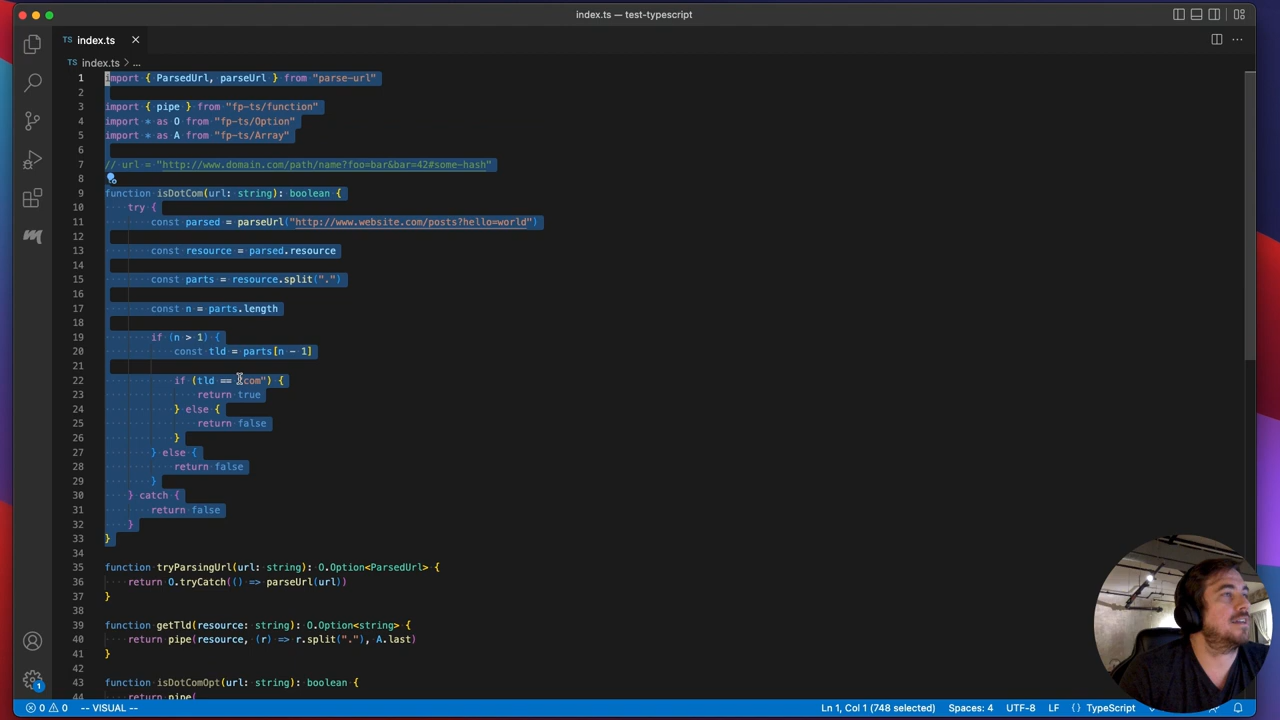 index.ts — test-typescript
TS index.ts ×
TS index.ts > ...
1 import { ParsedUrl, parseUrl } from "parse-url"
2
3 import { pipe } from "fp-ts/function"
4 import * as O from "fp-ts/Option"
5 import * as A from "fp-ts/Array"
6
7 // url = "http://www.domain.com/path/name?foo=bar&bar=42#some-hash"
8
9 function isDotCom(url: string): boolean {
10 try {
11 const parsed = parseUrl("http://www.website.com/posts?hello=world")
12
13 const resource = parsed.resource
14
15 const parts = resource.split(".")
16
17 const n = parts.length
18
19 if (n > 1) {
20 const tld = parts[n - 1]
21
22 if (tld == "com") {
23 return true
24 } else {
25 return false
26 }
27 } else {
28 return false
29 }
30 } catch {
31 return false
32 }
33 }
34
35 function tryParsingUrl(url: string): O.Option<ParsedUrl> {
36 return O.tryCatch(() => parseUrl(url))
37 }
38
39 function getTld(resource: string): O.Option<string> {
40 return pipe(resource, (r) => r.split("."), A.last)
41 }
42
43 function isDotComOpt(url: string): boolean {
44 return pipe(
1
0 0 -- VISUAL -- Ln 1, Col 1 (748 selected) Spaces: 4 UTF-8 LF { } TypeScript